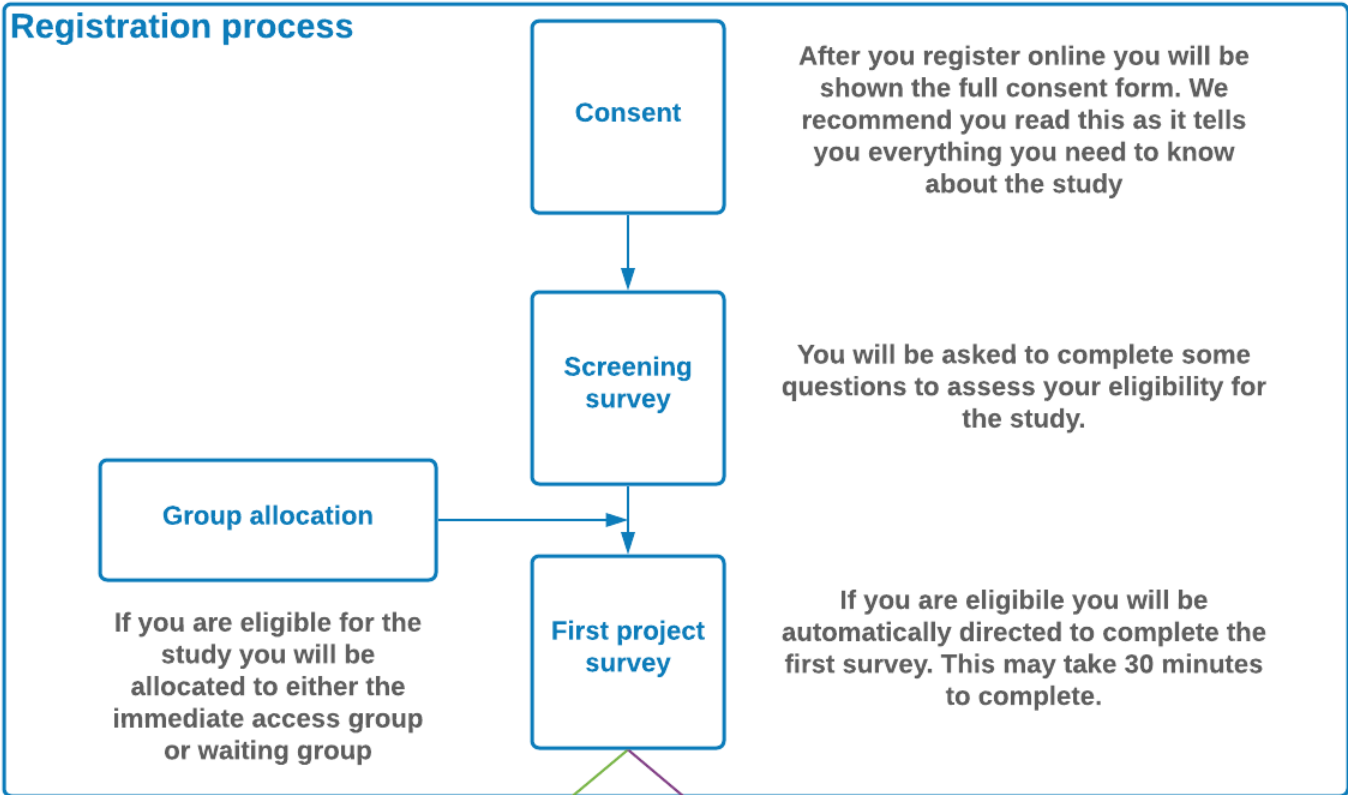 Registration process
Consent
After you register online you will be
shown the full consent form. We
recommend you read this as it tells
you everything you need to know
about the study
Screening
survey
You will be asked to complete some
questions to assess your eligibility for
the study.
Group allocation
If you are eligible for the
study you will be
allocated to either the
immediate access group
or waiting group
First project
survey
If you are eligibile you will be
automatically directed to complete the
first survey. This may take 30 minutes
to complete.